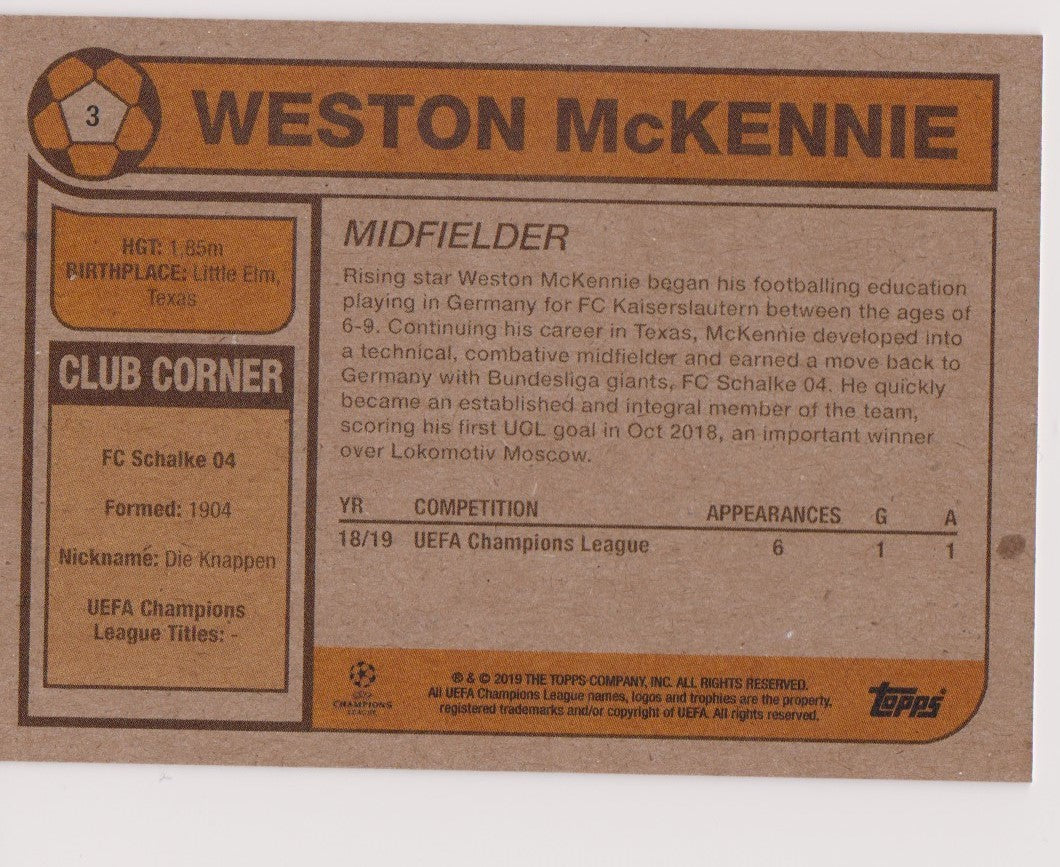 3
WESTON McKENNIE
HGT: 1.85m
BIRTHPLACE: Little Elm,
Texas
CLUB CORNER
FC Schalke 04
Formed: 1904
Nickname: Die Knappen
UEFA Champions
League Titles: -
MIDFIELDER
Rising star Weston McKennie began his footballing education
playing in Germany for FC Kaiserslautern between the ages of
6-9. Continuing his career in Texas, McKennie developed into
a technical, combative midfielder and earned a move back to
Germany with Bundesliga giants, FC Schalke 04. He quickly
became an established and integral member of the team,
scoring his first UCL goal in Oct 2018, an important winner
over Lokomotiv Moscow.
YR COMPETITION APPEARANCES G A
18/19 UEFA Champions League 6 1 1
UEFA
CHAMPIONS
LEAGUE
® & © 2019 THE TOPPS COMPANY, INC. ALL RIGHTS RESERVED.
All UEFA Champions League names, logos and trophies are the property,
registered trademarks and/or copyright of UEFA. All rights reserved.
topps